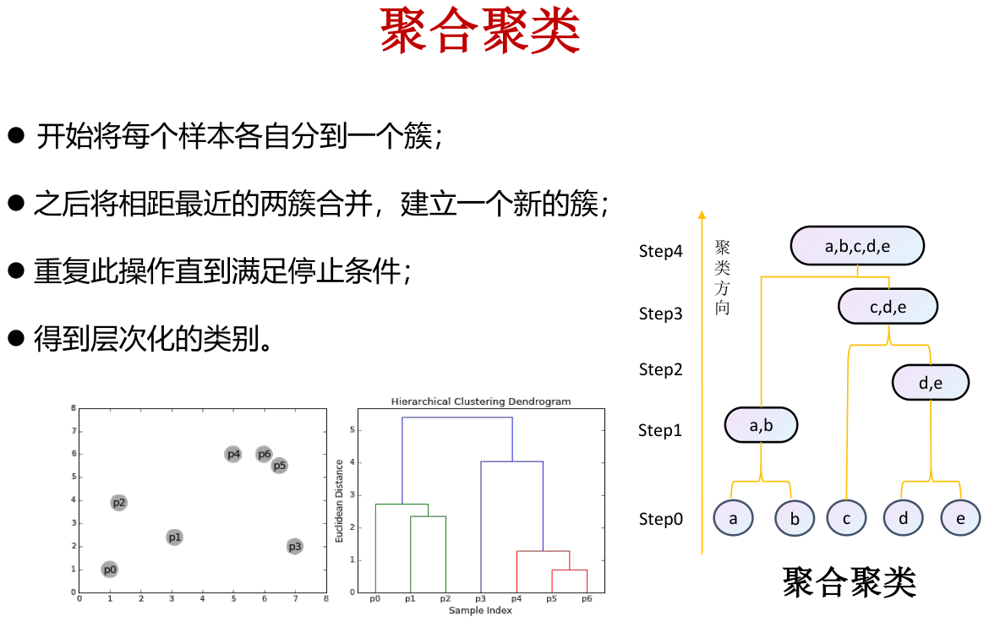 聚合聚类
● 开始将每个样本各自分到一个簇；
● 之后将相距最近的两簇合并，建立一个新的簇；
● 重复此操作直到满足停止条件；
● 得到层次化的类别。
8
7
6
5
4
3
2
1
0
0 1 2 3 4 5 6 7 8
p4 p6
p5
p2
p1
p3
p0
Hierarchical Clustering Dendrogram
Euclidean Distance
5
4
3
2
1
0
p0 p1 p2 p3 p4 p5 p6
Sample Index
聚类方向
Step4
a,b,c,d,e
Step3
c,d,e
Step2
d,e
Step1
a,b
Step0
a b c d e
聚合聚类